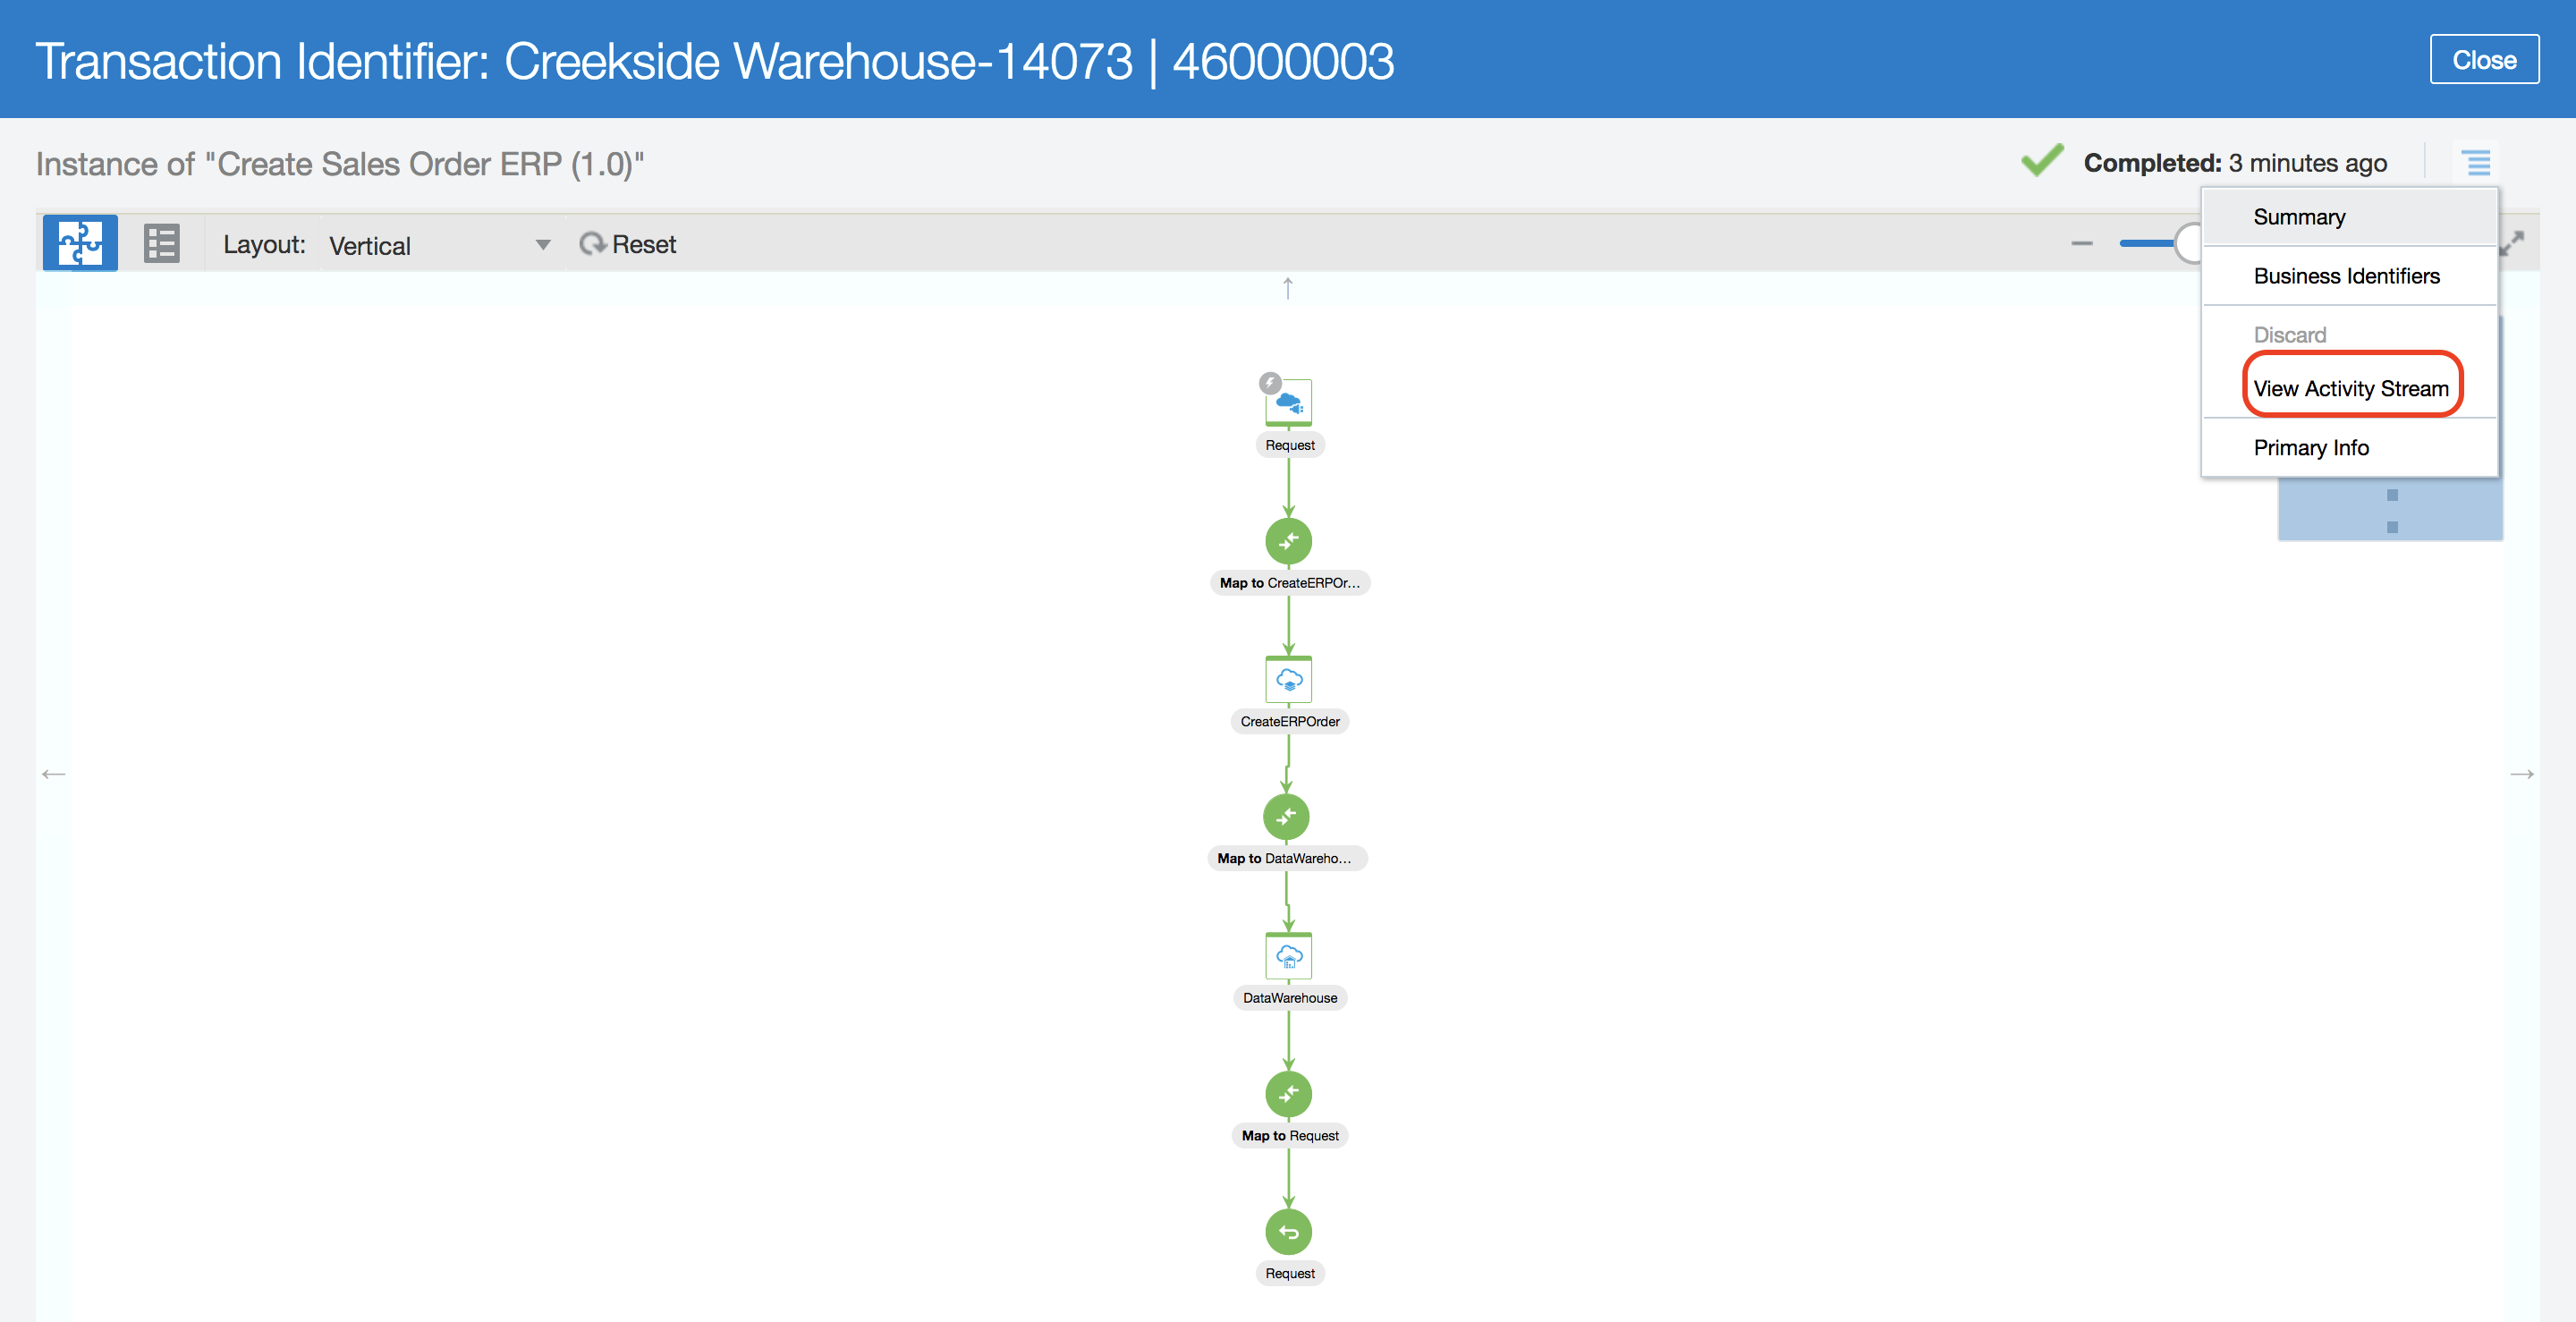 Transaction Identifier: Creekside Warehouse-14073 | 46000003
Close
Instance of "Create Sales Order ERP (1.0)"
Completed: 3 minutes ago
Layout: Vertical
Reset
Summary
Business Identifiers
Discard
View Activity Stream
Primary Info
Request
Map to CreateERPOr...
CreateERPOrder
Map to DataWareho...
DataWarehouse
Map to Request
Request